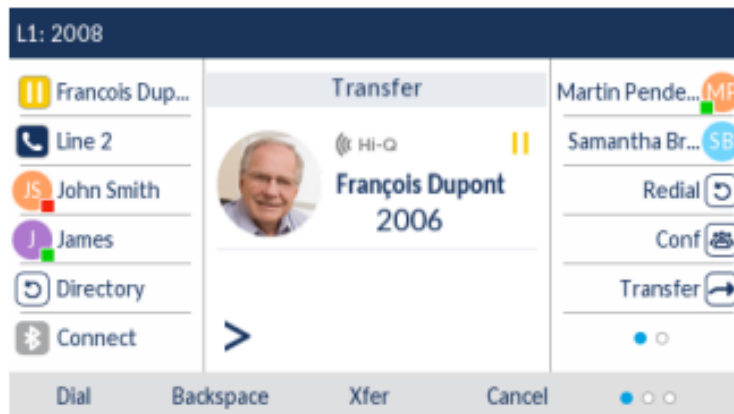 L1: 2008
Francois Dup...
Line 2
JS
John Smith
J
James
Directory
Connect
Transfer
Hi-Q
François Dupont
2006
>
Martin Pende...
MP
Samantha Br...
SB
Redial
Conf
Transfer
Dial
Backspace
Xfer
Cancel